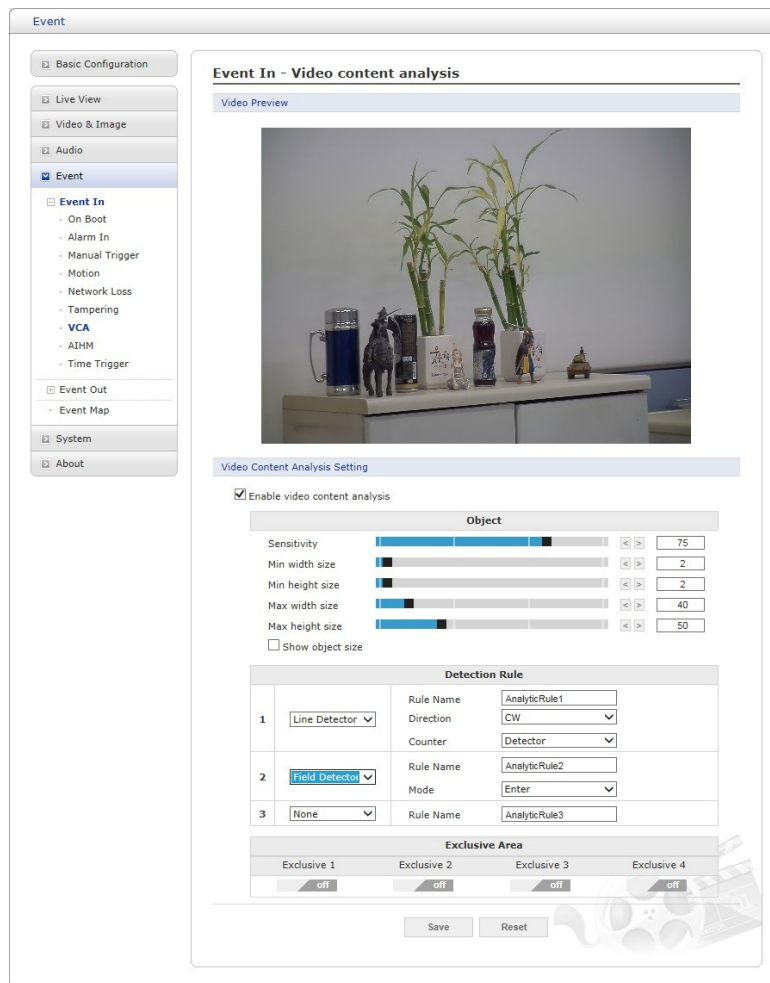 Event
Basic Configuration
Live View
Video & Image
Audio
Event
Event In
On Boot
Alarm In
Manual Trigger
Motion
Network Loss
Tampering
VCA
AIHM
Time Trigger
Event Out
Event Map
System
About
Event In - Video content analysis
Video Preview
Video Content Analysis Setting
Enable video content analysis
Object
Sensitivity < > 75
Min width size < > 2
Min height size < > 2
Max width size < > 40
Max height size < > 50
Show object size
Detection Rule
1 Line Detector
Rule Name AnalyticRule1
Direction CW
Counter Detector
2 Field Detector
Rule Name AnalyticRule2
Mode Enter
3 None Rule Name AnalyticRule3
Exclusive Area
Exclusive 1 Exclusive 2 Exclusive 3 Exclusive 4
off off off off
Save Reset